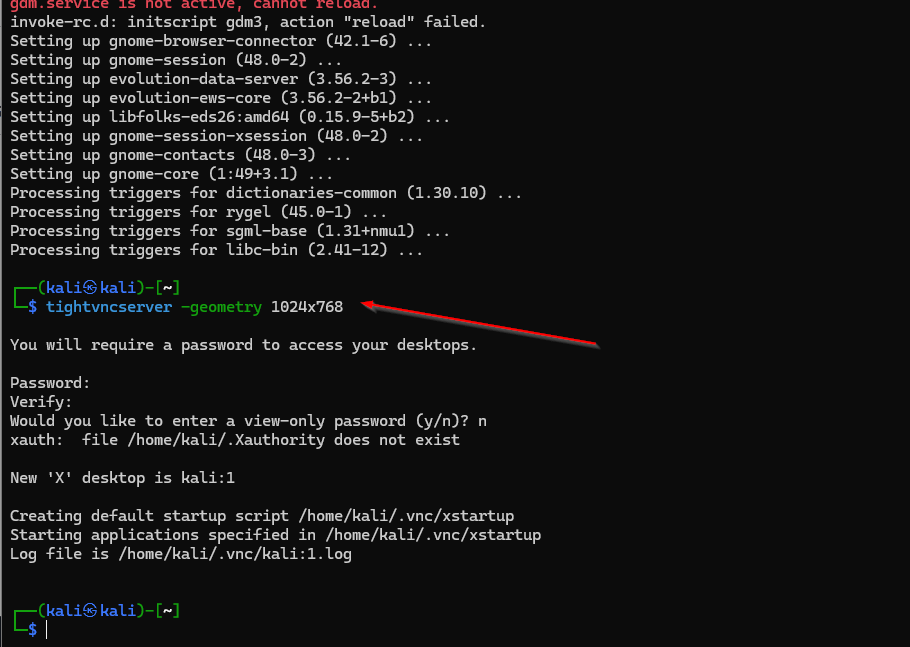 gdm.service is not active, cannot reload.
invoke-rc.d: initscript gdm3, action "reload" failed.
Setting up gnome-browser-connector (42.1-6) ...
Setting up gnome-session (48.0-2) ...
Setting up evolution-data-server (3.56.2-3) ...
Setting up evolution-ews-core (3.56.2-2+b1) ...
Setting up libfolks-eds26:amd64 (0.15.9-5+b2) ...
Setting up gnome-session-xsession (48.0-2) ...
Setting up gnome-contacts (48.0-3) ...
Setting up gnome-core (1:49+3.1) ...
Processing triggers for dictionaries-common (1.30.10) ...
Processing triggers for rygel (45.0-1) ...
Processing triggers for sgml-base (1.31+nmu1) ...
Processing triggers for libc-bin (2.41-12) ...
┌──(kali㉿kali)-[~]
└─$ tightvncserver -geometry 1024x768
You will require a password to access your desktops.
Password:
Verify:
Would you like to enter a view-only password (y/n)? n
xauth:  file /home/kali/.Xauthority does not exist
New 'X' desktop is kali:1
Creating default startup script /home/kali/.vnc/xstartup
Starting applications specified in /home/kali/.vnc/xstartup
Log file is /home/kali/.vnc/kali:1.log
┌──(kali㉿kali)-[~]
└─$